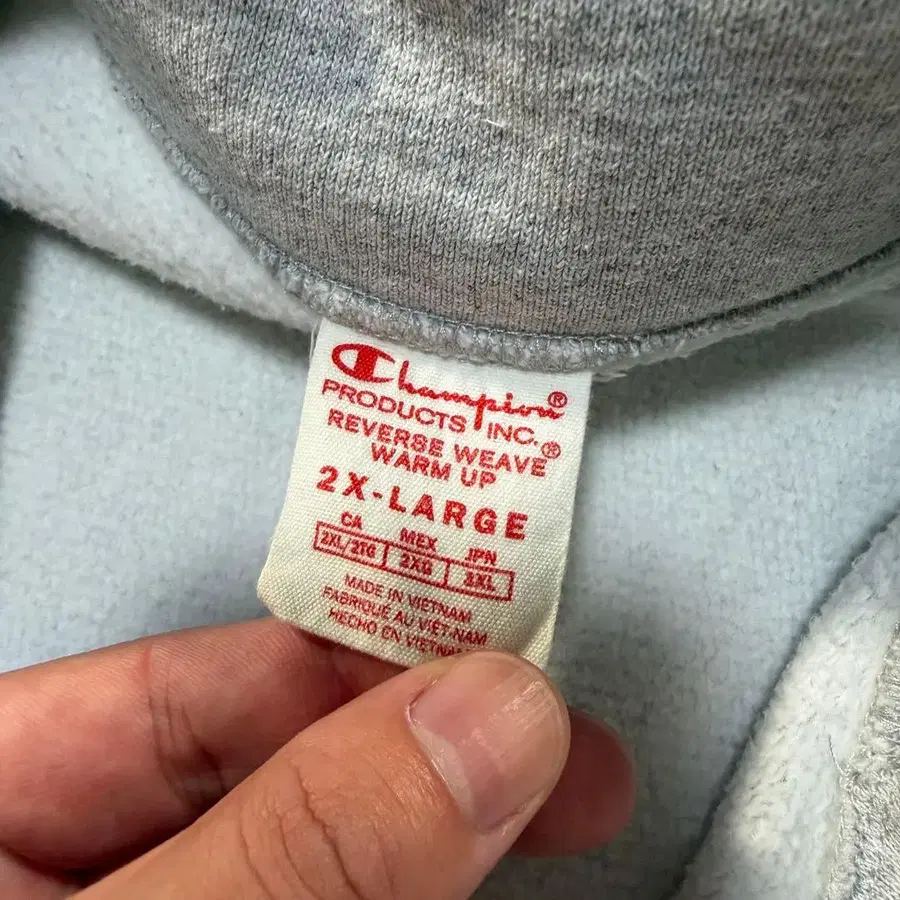 Champion®
PRODUCTS INC.
REVERSE WEAVE®
WARM UP
2X-LARGE
CA MEX JPN
2XL/2TG 2XG 3XL
MADE IN VIETNAM
FABRIQUÉ AU VIET-NAM
HECHO EN VIETNAM